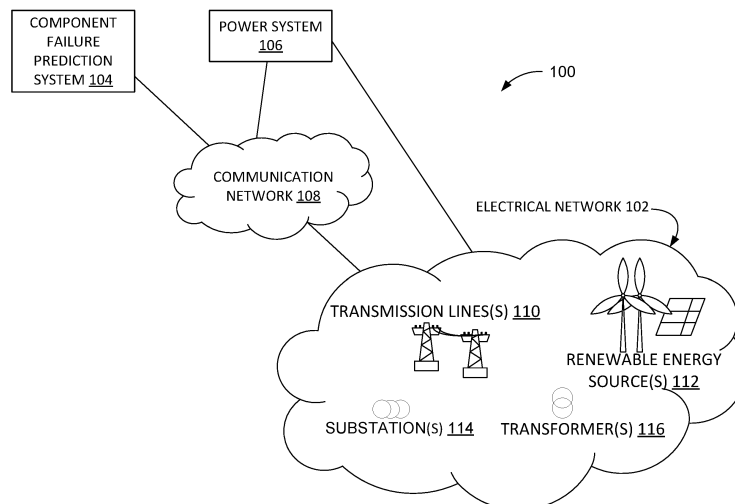 COMPONENT
FAILURE
PREDICTION
SYSTEM 104
POWER SYSTEM
106
100
COMMUNICATION
NETWORK 108
ELECTRICAL NETWORK 102
TRANSMISSION LINES(S) 110
RENEWABLE ENERGY
SOURCE(S) 112
SUBSTATION(S) 114
TRANSFORMER(S) 116